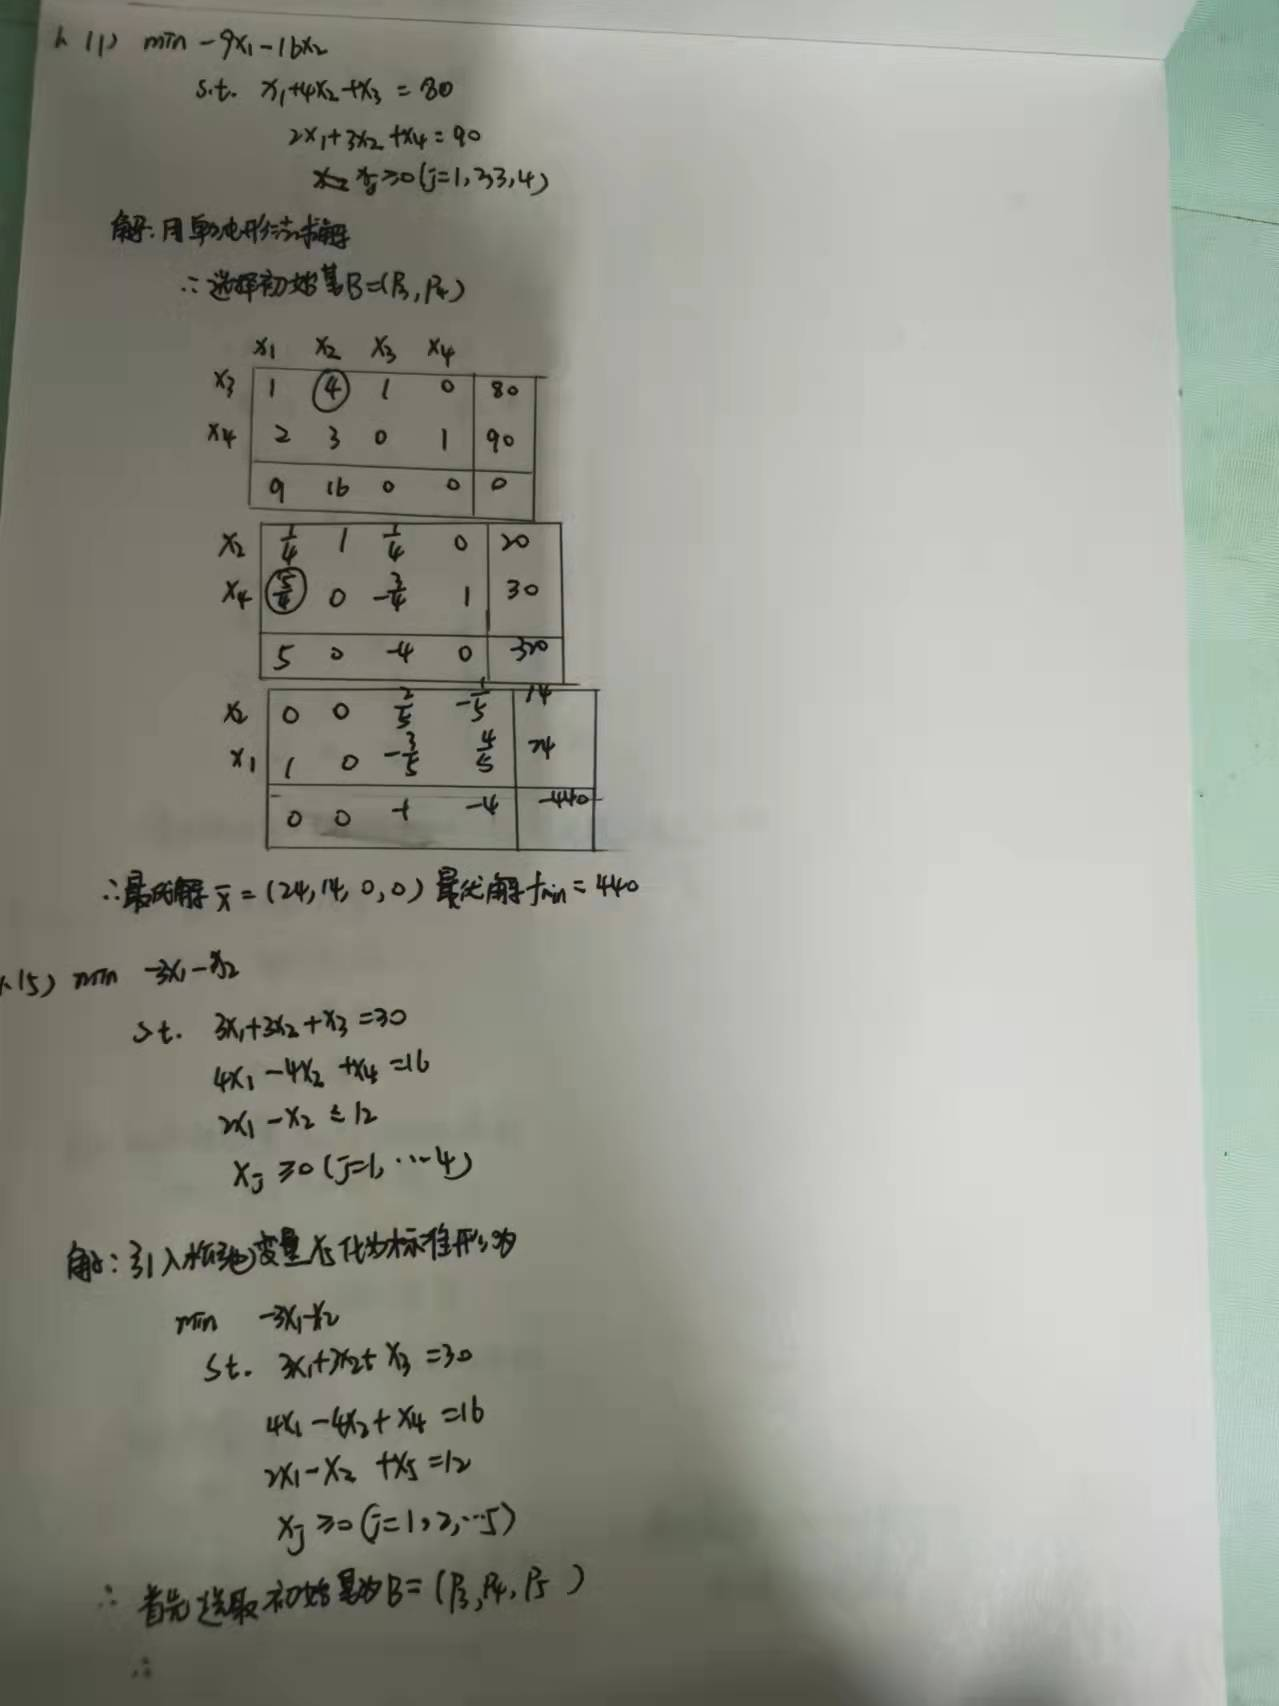 1. (1) min -9x₁-16x₂
s.t. x₁+4x₂+x₃ = 80
2x₁+3x₂+x₄=90
xⱼ≥0(j=1,2,3,4)
解:用单纯形法求解
∴选择初始基B=(P₃,P₄)
x₁ x₂ x₃ x₄
x₃ 1 4 1 0 80
x₄ 2 3 0 1 90
9 16 0 0 0
x₂ 1/4 1 1/4 0 20
x₄ 5/4 0 -3/4 1 30
5 0 -4 0 -320
x₂ 0 0 2/5 -1/5 14
x₁ 1 0 -3/5 4/5 24
0 0 -1 -4 -440
∴最优解 x̄ = (24,14,0,0) 最优解 fmin = 440
1.(5) min -3x₁-x₂
s.t. 3x₁+3x₂+x₃=30
4x₁-4x₂+x₄=16
2x₁-x₂≤12
xⱼ≥0(j=1,…4)
解:引入松弛变量x₅化为标准形为
min -3x₁-x₂
s.t. 3x₁+3x₂+x₃=30
4x₁-4x₂+x₄=16
2x₁-x₂+x₅=12
xⱼ≥0(j=1,2,…5)
∴首先选取初始基为B=(P₃,P₄,P₅)
∴